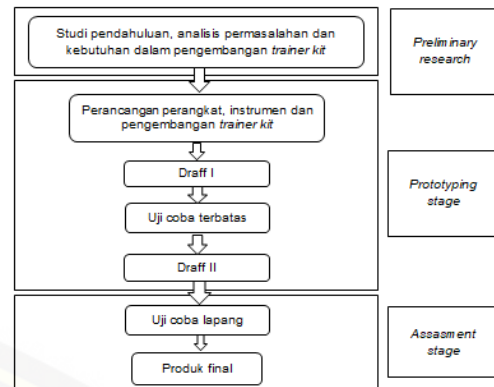 Studi pendahuluan, analisis permasalahan dan
kebutuhan dalam pengembangan trainer kit
Preliminary
research
Perancangan perangkat, instrumen dan
pengembangan trainer kit
Draff I
Uji coba terbatas
Draff II
Prototyping
stage
Uji coba lapang
Produk final
Assasment
stage